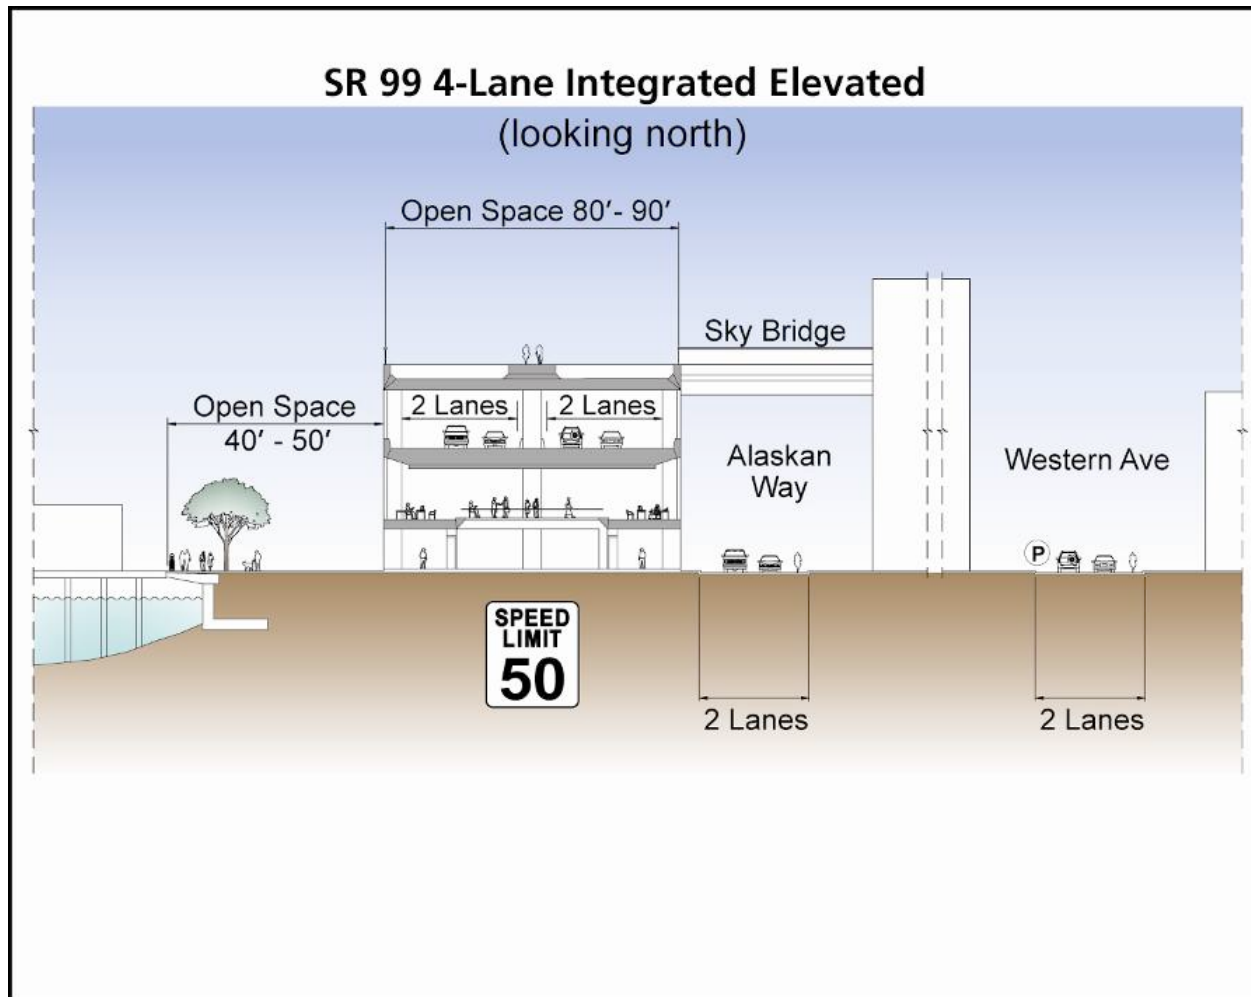 SR 99 4-Lane Integrated Elevated
(looking north)
Open Space 80′- 90′
Sky Bridge
Open Space
40′ - 50′
2 Lanes
2 Lanes
Alaskan
Way
Western Ave
P
SPEED
LIMIT
50
2 Lanes
2 Lanes